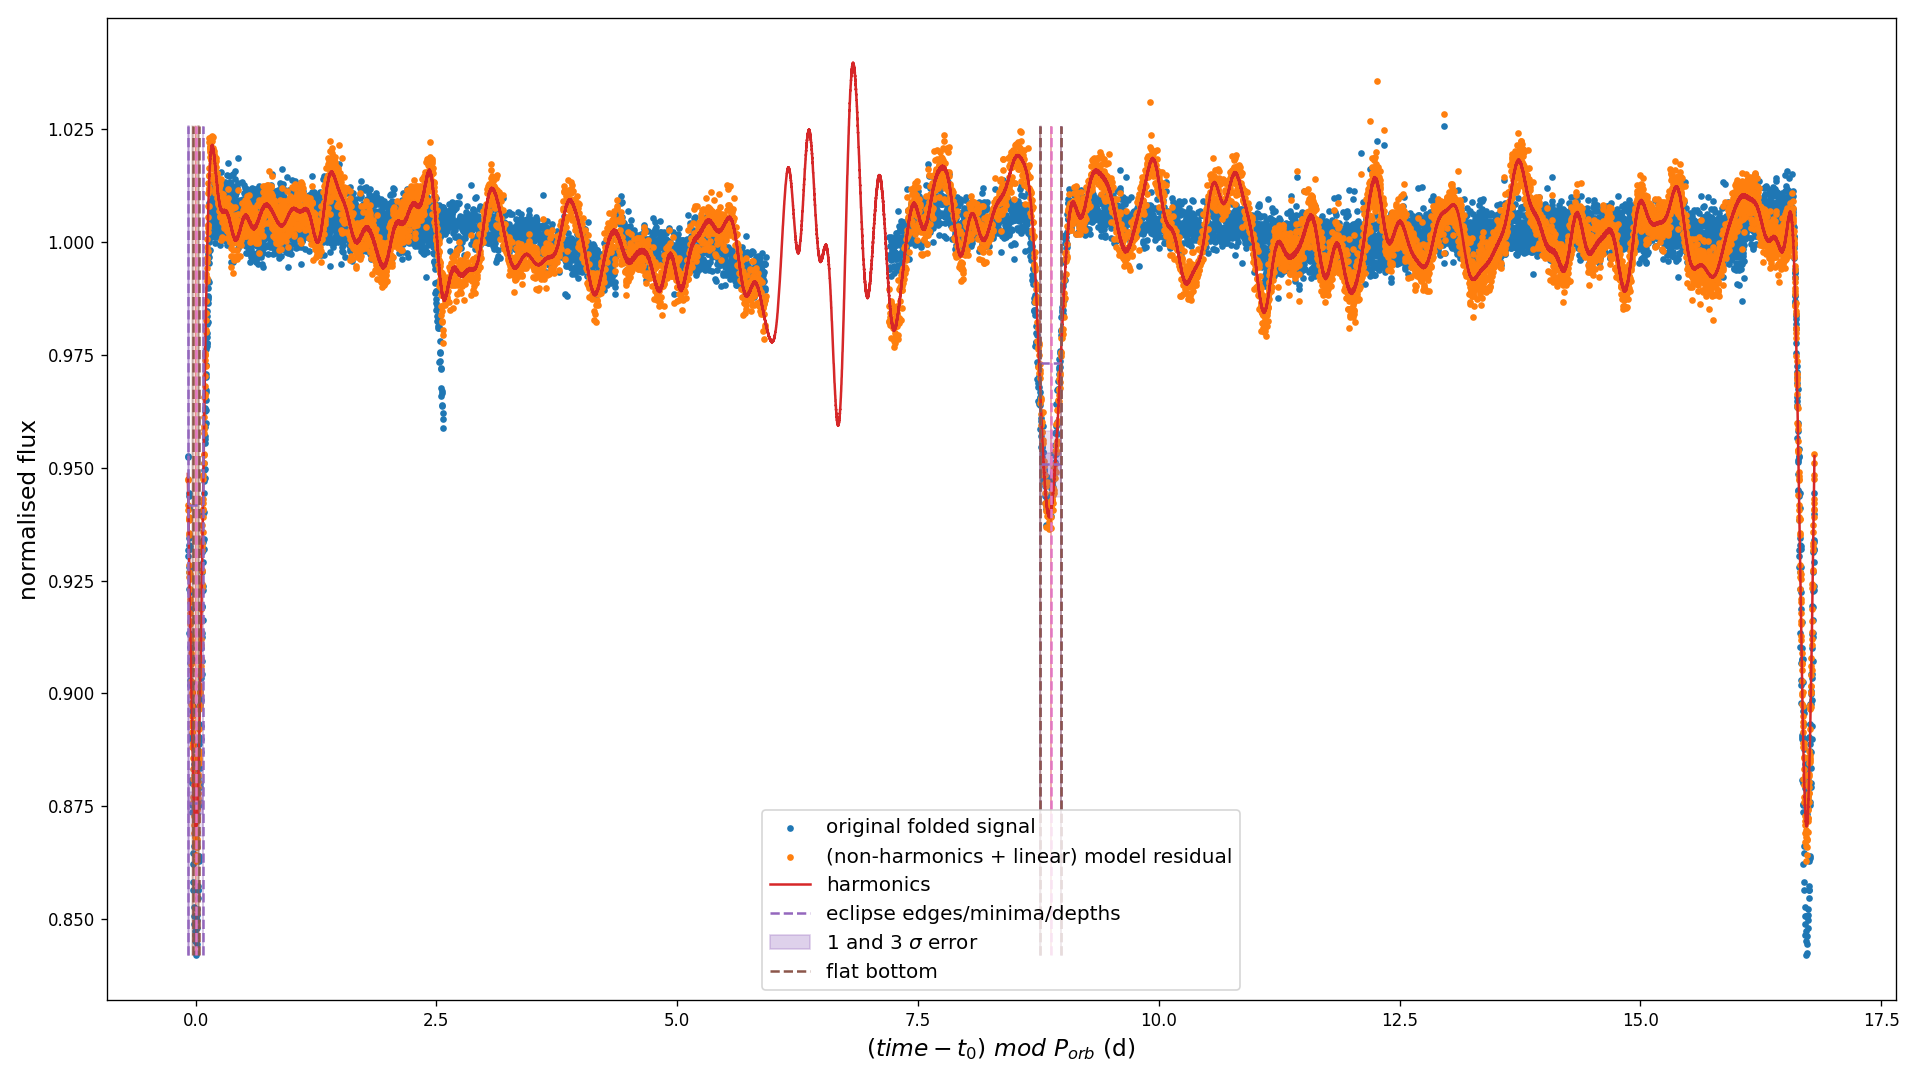 normalised flux
1.025
1.000
0.975
0.950
0.925
0.900
0.875
0.850
original folded signal
(non-harmonics + linear) model residual
harmonics
eclipse edges/minima/depths
1 and 3 σ error
flat bottom
0.0 2.5 5.0 7.5 10.0 12.5 15.0 17.5
(time − t₀) mod P_orb (d)